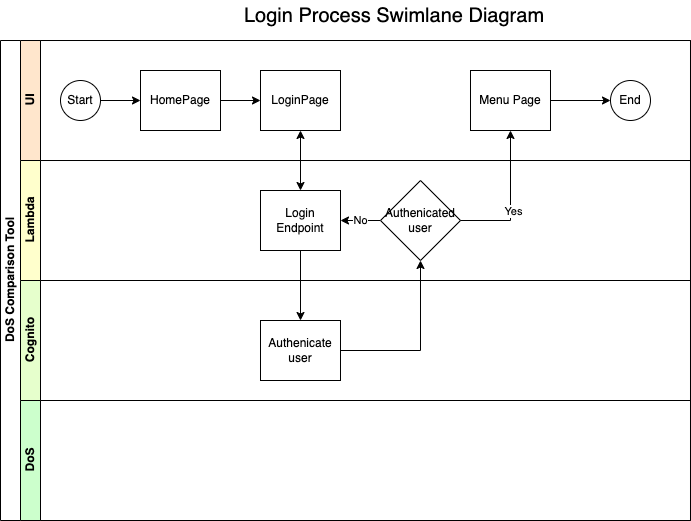 Login Process Swimlane Diagram
DoS Comparison Tool
UI
Start
HomePage
LoginPage
Menu Page
End
Lambda
Login
Endpoint
No
Authenicated
user
Yes
Cognito
Authenicate
user
DoS